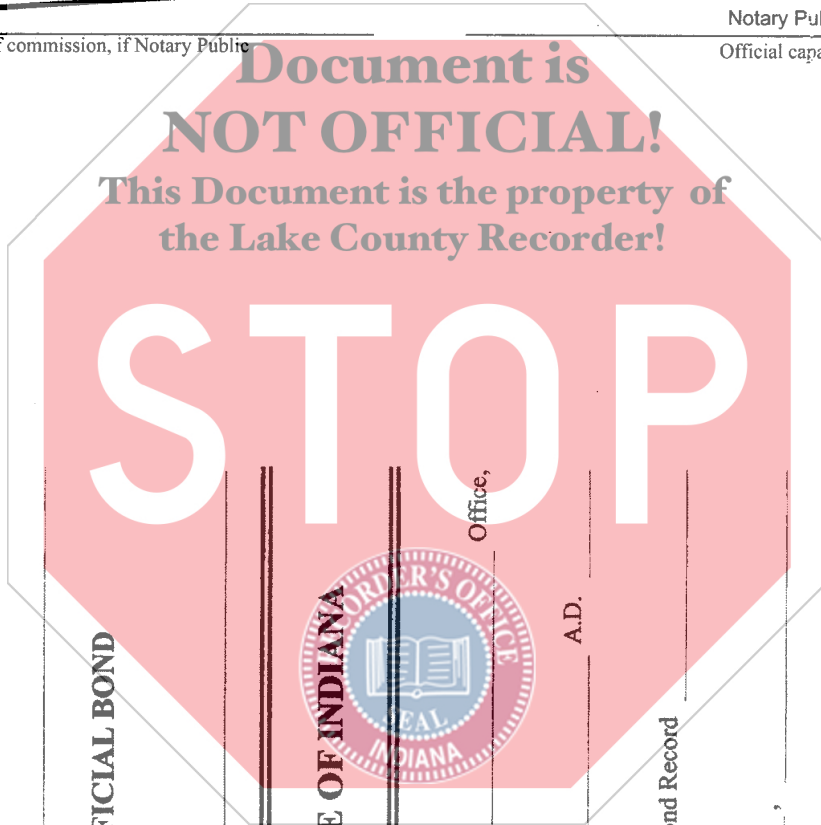 Notary Pu
f commission, if Notary Public
Official capa
Document is
NOT OFFICIAL!
This Document is the property of
the Lake County Recorder!
STOP
FICIAL BOND
E OF INDIANA
Office,
A.D.
nd Record
ORDER'S OFFICE
SEAL
INDIANA